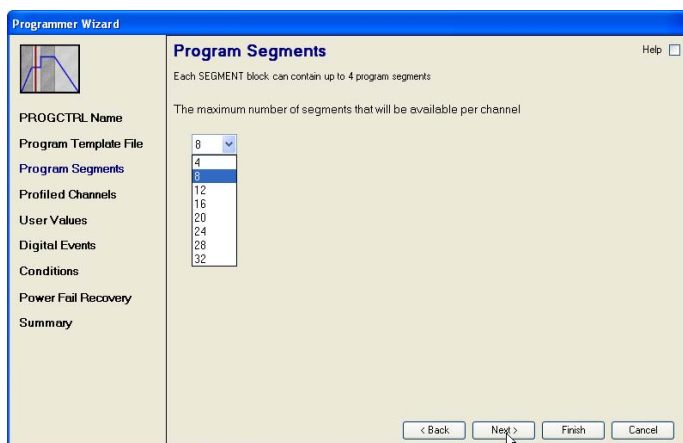 Programmer Wizard
Program Segments
Help
Each SEGMENT block can contain up to 4 program segments
The maximum number of segments that will be available per channel
PROGCTRL Name
Program Template File
Program Segments
Profiled Channels
User Values
Digital Events
Conditions
Power Fail Recovery
Summary
8
4
8
12
16
20
24
28
32
< Back
Next >
Finish
Cancel